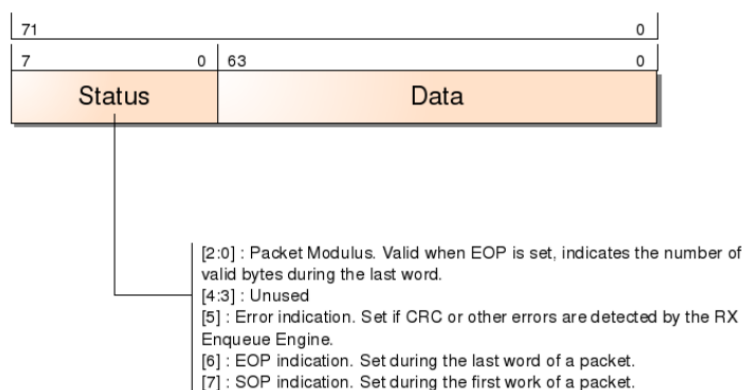 71 0
7 0 63 0
Status Data
[2:0] : Packet Modulus. Valid when EOP is set, indicates the number of
valid bytes during the last word.
[4:3] : Unused
[5] : Error indication. Set if CRC or other errors are detected by the RX
Enqueue Engine.
[6] : EOP indication. Set during the last word of a packet.
[7] : SOP indication. Set during the first work of a packet.